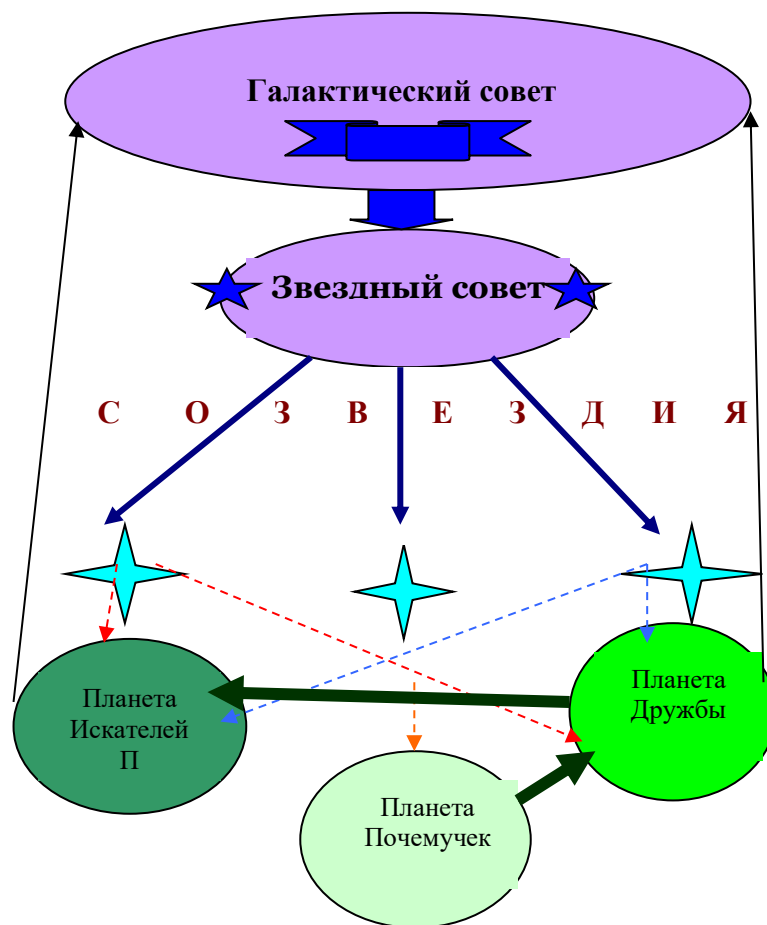 Галактический совет
Звездный совет
С О З В Е З Д И Я
Планета
Искателей
П
Планета
Дружбы
Планета
Почемучек